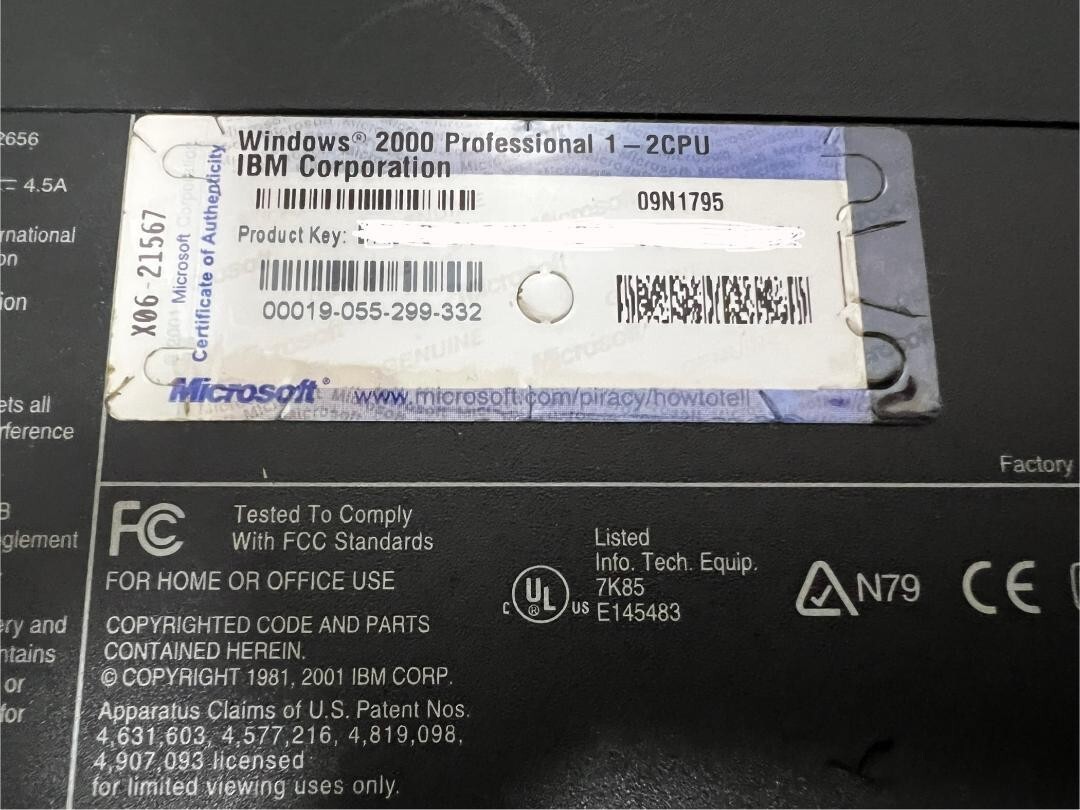 2656
⎓ 4.5A
rnational
on
ion
ets all
rference
B
eglement
ery and
ntains
or
for
X06-21567
Microsoft Corporation
Certificate of Authenticity
Windows® 2000 Professional 1-2CPU
IBM Corporation
09N1795
Product Key:
00019-055-299-332
GENUINE
Microsoft®
www.microsoft.com/piracy/howtotell
Factory
FC
Tested To Comply
With FCC Standards
FOR HOME OR OFFICE USE
COPYRIGHTED CODE AND PARTS
CONTAINED HEREIN.
© COPYRIGHT 1981, 2001 IBM CORP.
Apparatus Claims of U.S. Patent Nos.
4,631,603, 4,577,216, 4,819,098,
4,907,093 licensed
for limited viewing uses only.
C UL® US
Listed
Info. Tech. Equip.
7K85
E145483
N79
CE